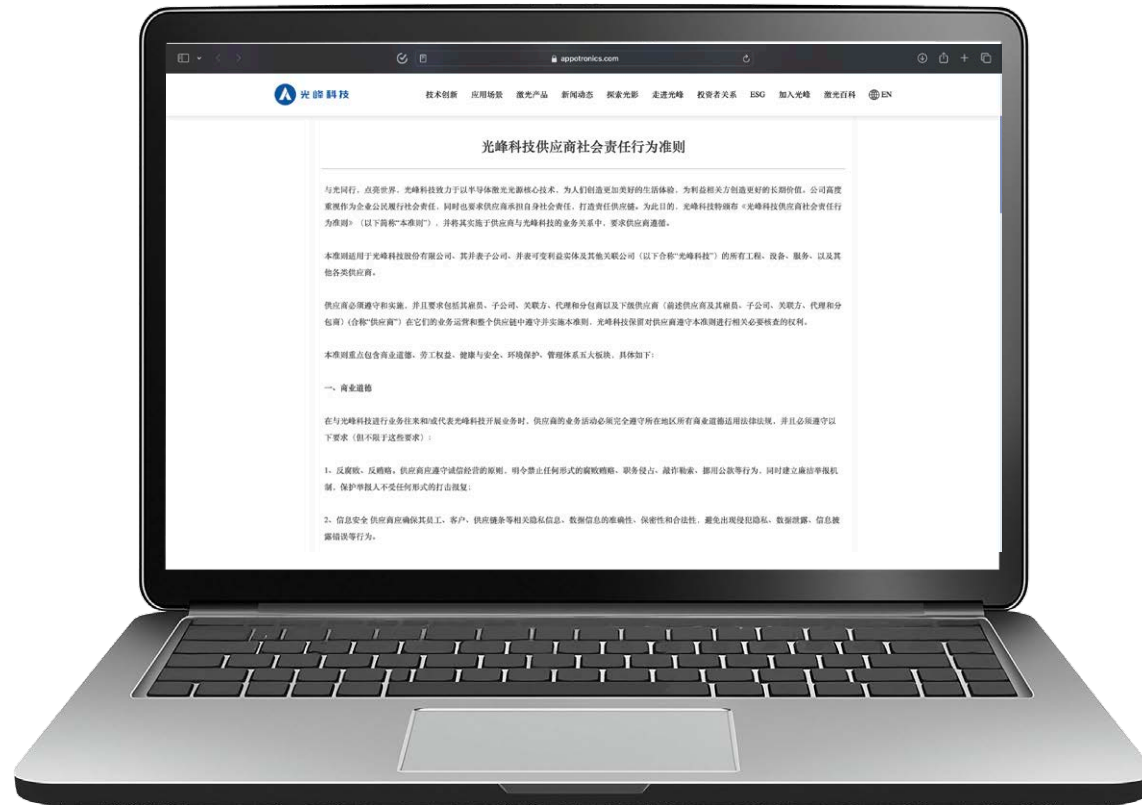 appotronics.com
光峰科技
技术创新 应用场景 激光产品 新闻动态 探索光影 走进光峰 投资者关系 ESG 加入光峰 激光百科 EN
光峰科技供应商社会责任行为准则
与光同行，点亮世界。光峰科技致力于以半导体激光光源核心技术，为人们创造更加美好的生活体验，为利益相关方创造更好的长期价值。公司高度
重视作为企业公民履行社会责任，同时也要求供应商承担自身社会责任，打造责任供应链。为此目的，光峰科技特颁布《光峰科技供应商社会责任行
为准则》（以下简称“本准则”），并将其实施于供应商与光峰科技的业务关系中，要求供应商遵循。
本准则适用于光峰科技股份有限公司、其并表子公司、并表可变利益实体及其他关联公司（以下合称“光峰科技”）的所有工程、设备、服务、以及其
他各类供应商。
供应商必须遵守和实施，并且要求包括其雇员、子公司、关联方、代理和分包商以及下级供应商（前述供应商及其雇员、子公司、关联方、代理和分
包商）(合称“供应商”）在它们的业务运营和整个供应链中遵守并实施本准则。光峰科技保留对供应商遵守本准则进行相关必要核查的权利。
本准则重点包含商业道德、劳工权益、健康与安全、环境保护、管理体系五大板块，具体如下：
一、商业道德
在与光峰科技进行业务往来和/或代表光峰科技开展业务时，供应商的业务活动必须完全遵守所在地区所有商业道德适用法律法规，并且必须遵守以
下要求（但不限于这些要求）：
1、反腐败、反贿赂。供应商应遵守诚信经营的原则，明令禁止任何形式的腐败贿赂、职务侵占、敲诈勒索、挪用公款等行为，同时建立廉洁举报机
制，保护举报人不受任何形式的打击报复；
2、信息安全 供应商应确保其员工、客户、供应链条等相关隐私信息、数据信息的准确性、保密性和合法性，避免出现侵犯隐私、数据泄露、信息披
露错误等行为。